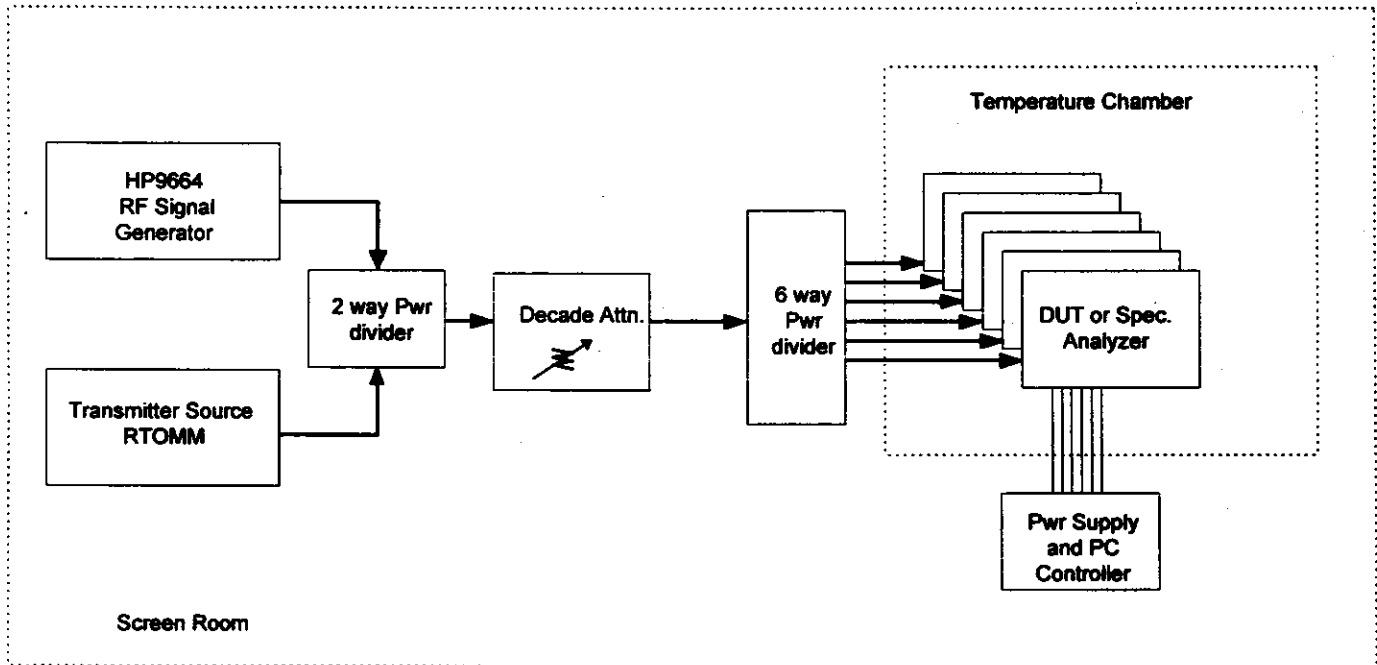 Temperature Chamber
HP9664
RF Signal
Generator
2 way Pwr
divider
Decade Attn.
6 way
Pwr
divider
DUT or Spec.
Analyzer
Transmitter Source
RTOMM
Pwr Supply
and PC
Controller
Screen Room